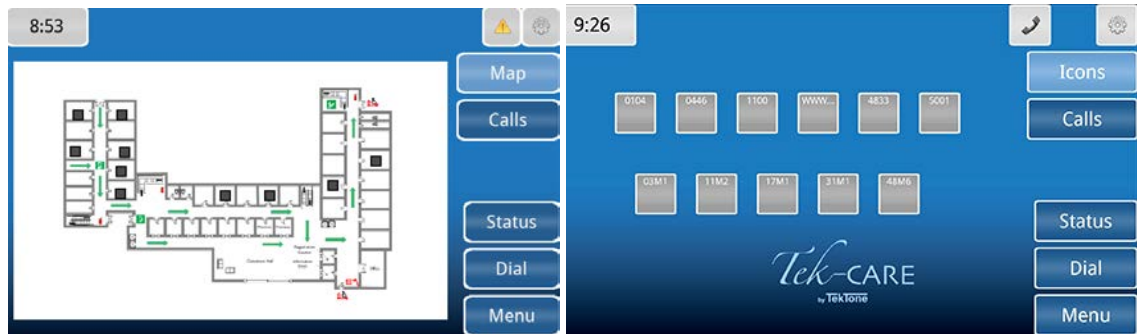 8:53
Map
Calls
Status
Dial
Menu
9:26
Icons
Calls
0104 0446 1100 WWW... 4833 5001
03M1 11M2 17M1 31M1 48M6
Status
Dial
Menu
Tek-CARE
by TekTone